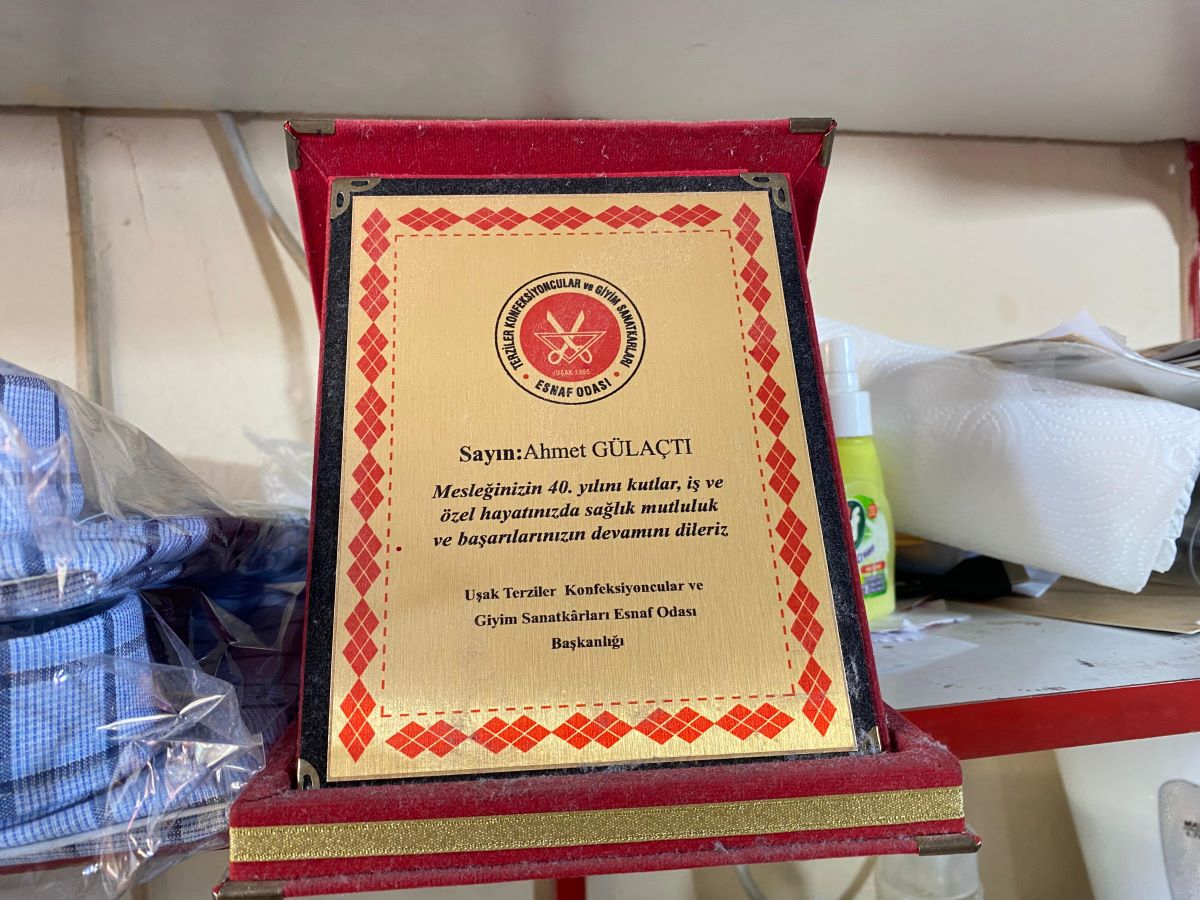 TERZİLER KONFEKSİYONCULAR ve GİYİM SANATKARLARI
UŞAK 1965
ESNAF ODASI
Sayın:Ahmet GÜLAÇTI
Mesleğinizin 40. yılını kutlar, iş ve
özel hayatınızda sağlık mutluluk
ve başarılarınızın devamını dileriz
Uşak Terziler Konfeksiyoncular ve
Giyim Sanatkârları Esnaf Odası
Başkanlığı